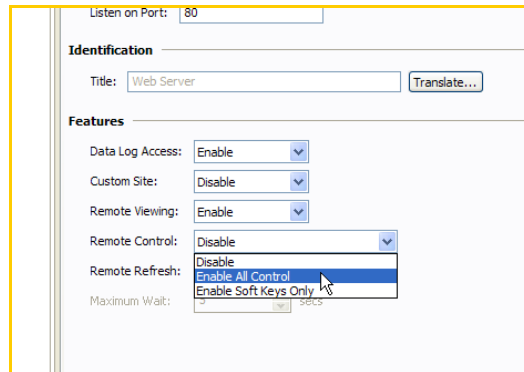 Listen on Port: 80
Identification
Title: Web Server Translate...
Features
Data Log Access: Enable
Custom Site: Disable
Remote Viewing: Enable
Remote Control: Disable
Disable
Remote Refresh: Enable All Control
Enable Soft Keys Only
Maximum Wait: secs